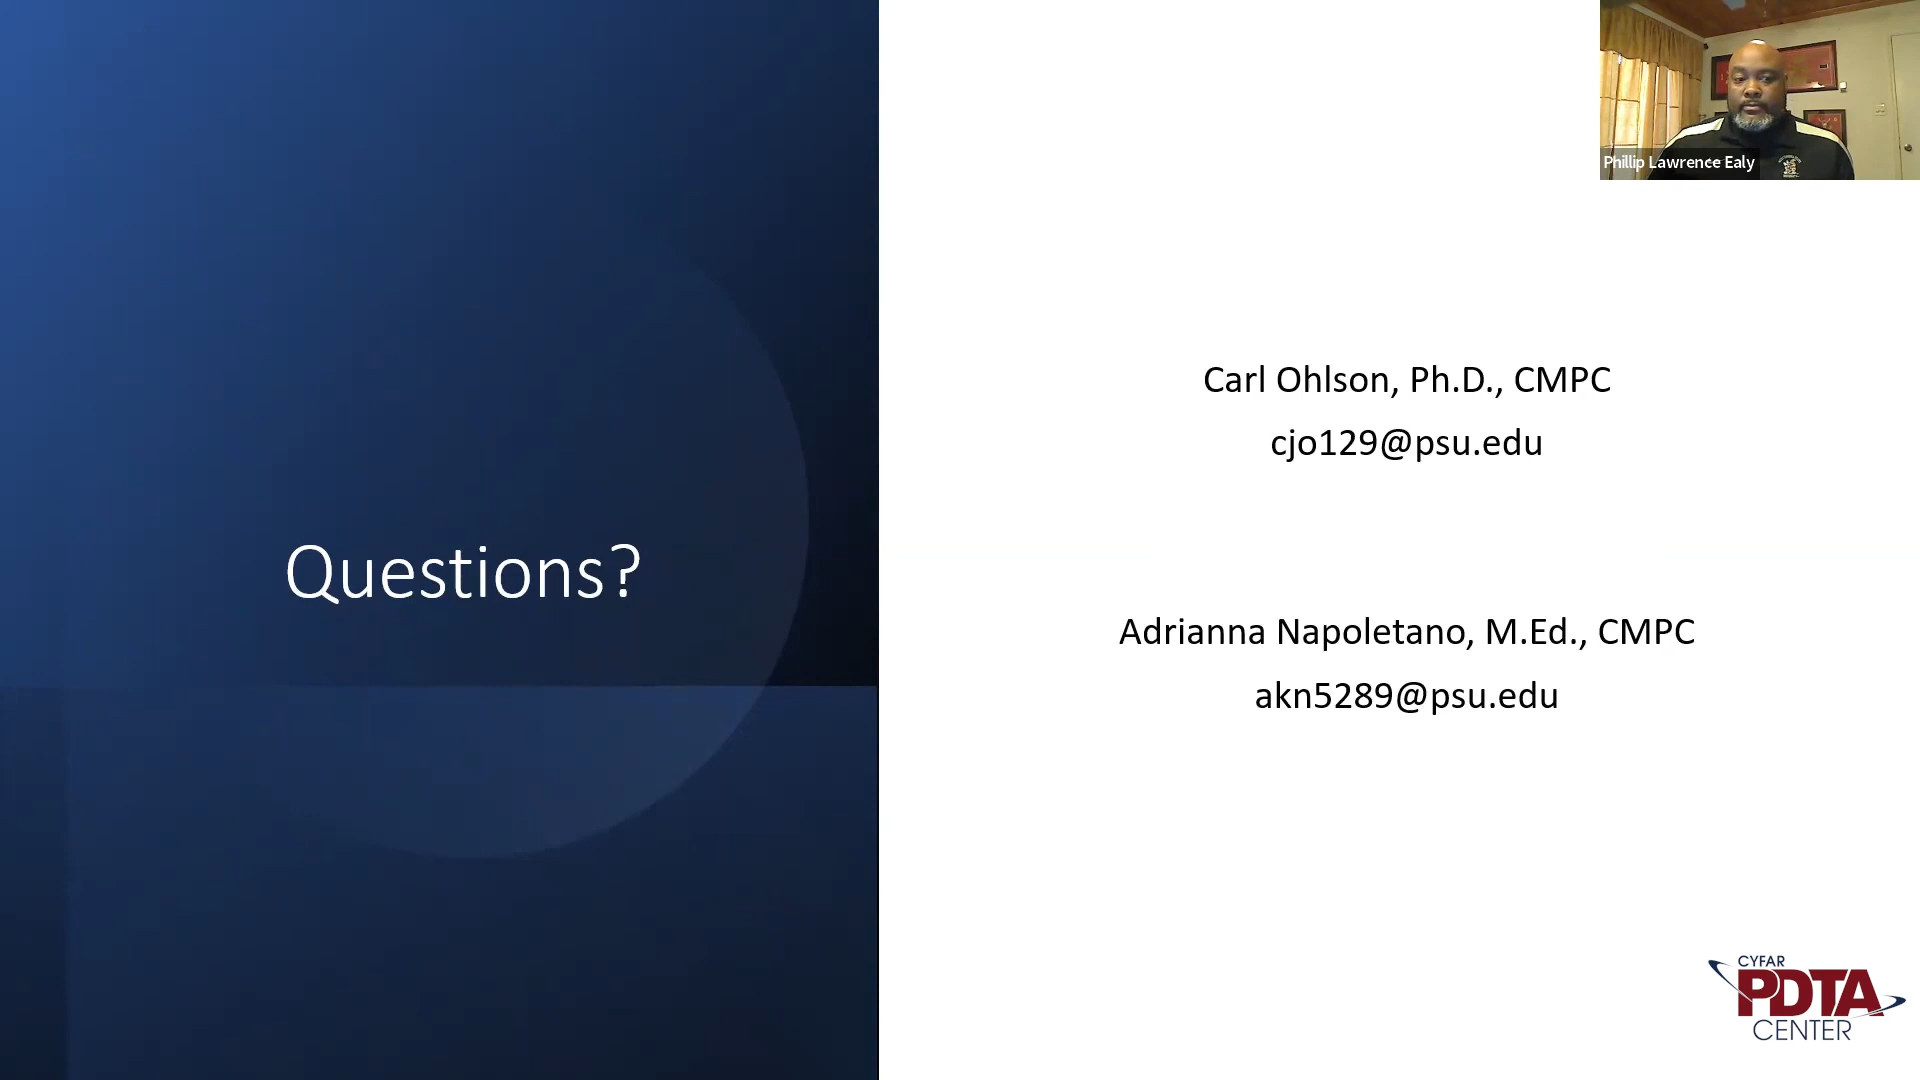 Questions?
Carl Ohlson, Ph.D., CMPC
cjo129@psu.edu
Adrianna Napoletano, M.Ed., CMPC
akn5289@psu.edu
Phillip Lawrence Ealy
CYFAR
PDTA
CENTER